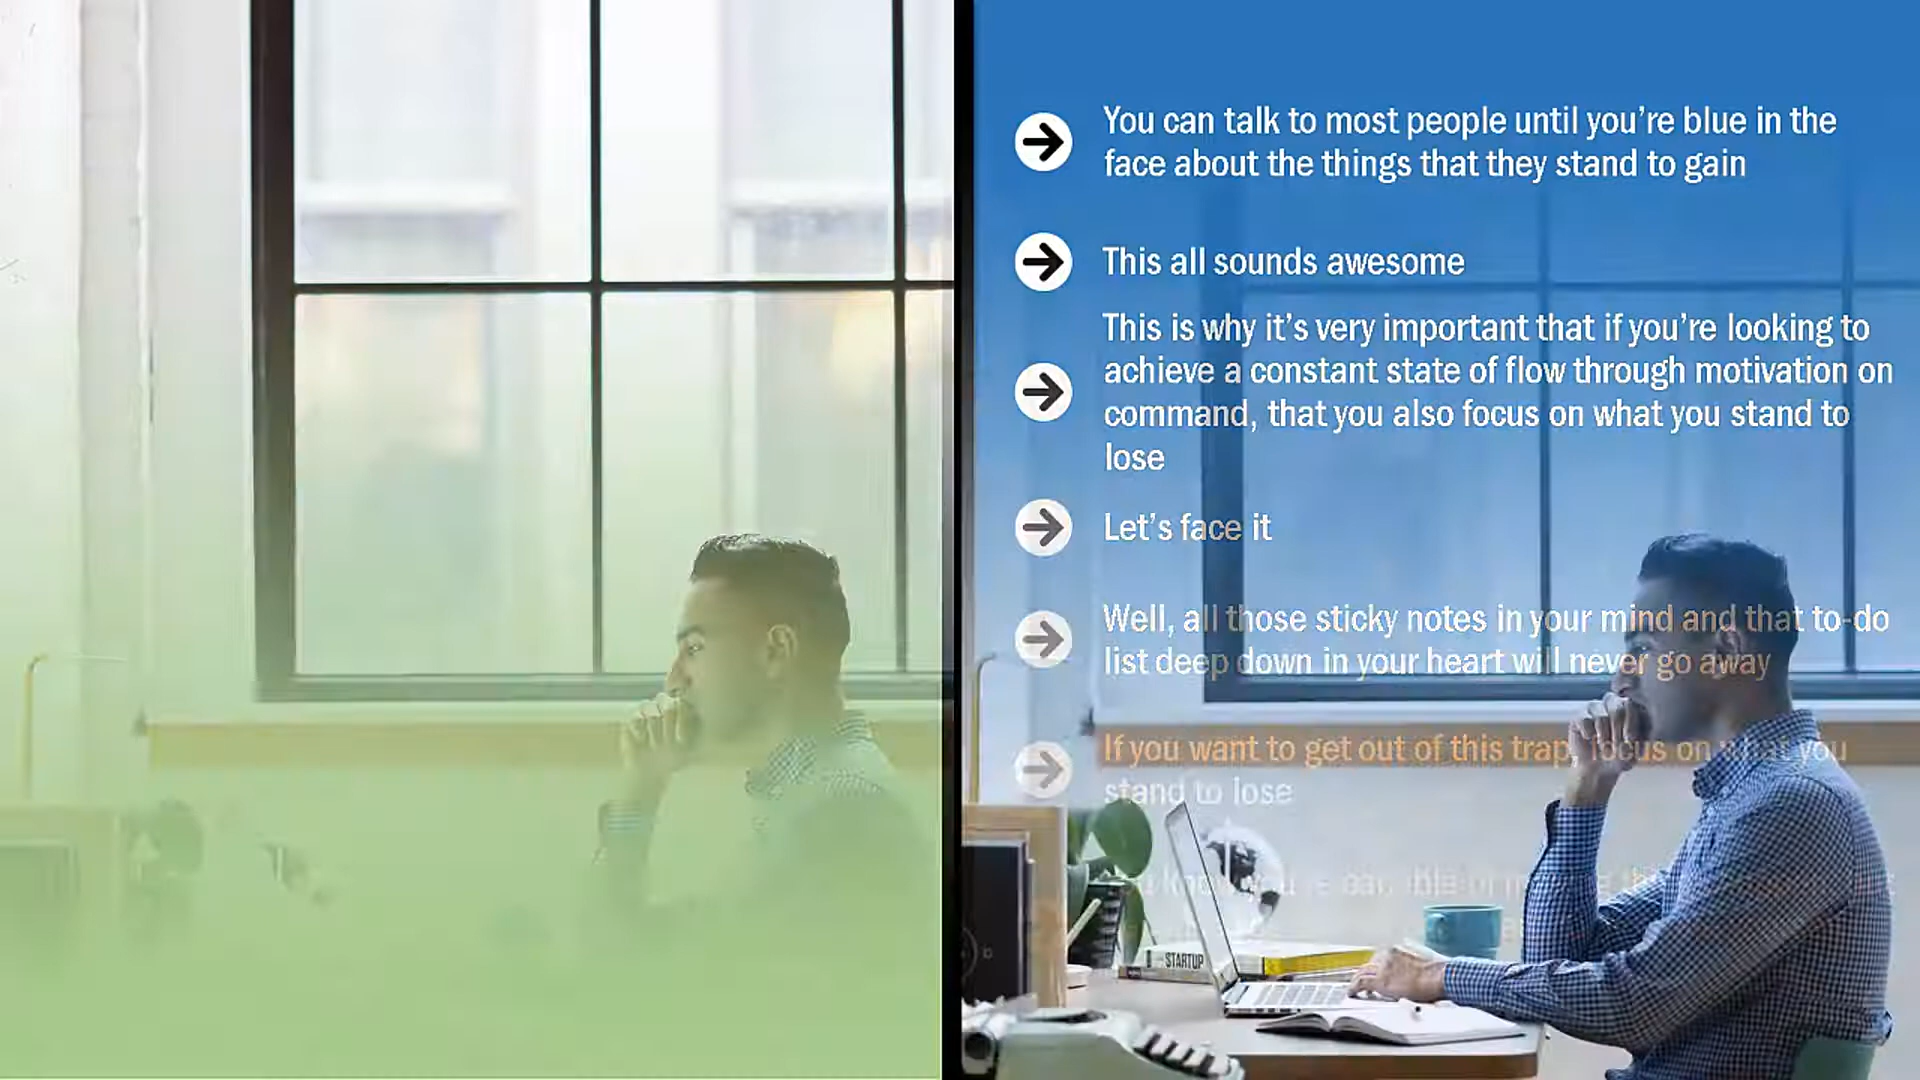 You can talk to most people until you're blue in the
face about the things that they stand to gain
This all sounds awesome
This is why it's very important that if you're looking to
achieve a constant state of flow through motivation on
command, that you also focus on what you stand to
lose
Let's face it
Well, all those sticky notes in your mind and that to-do
list deep down in your heart will never go away
If you want to get out of this trap, focus on what you
stand to lose
STARTUP